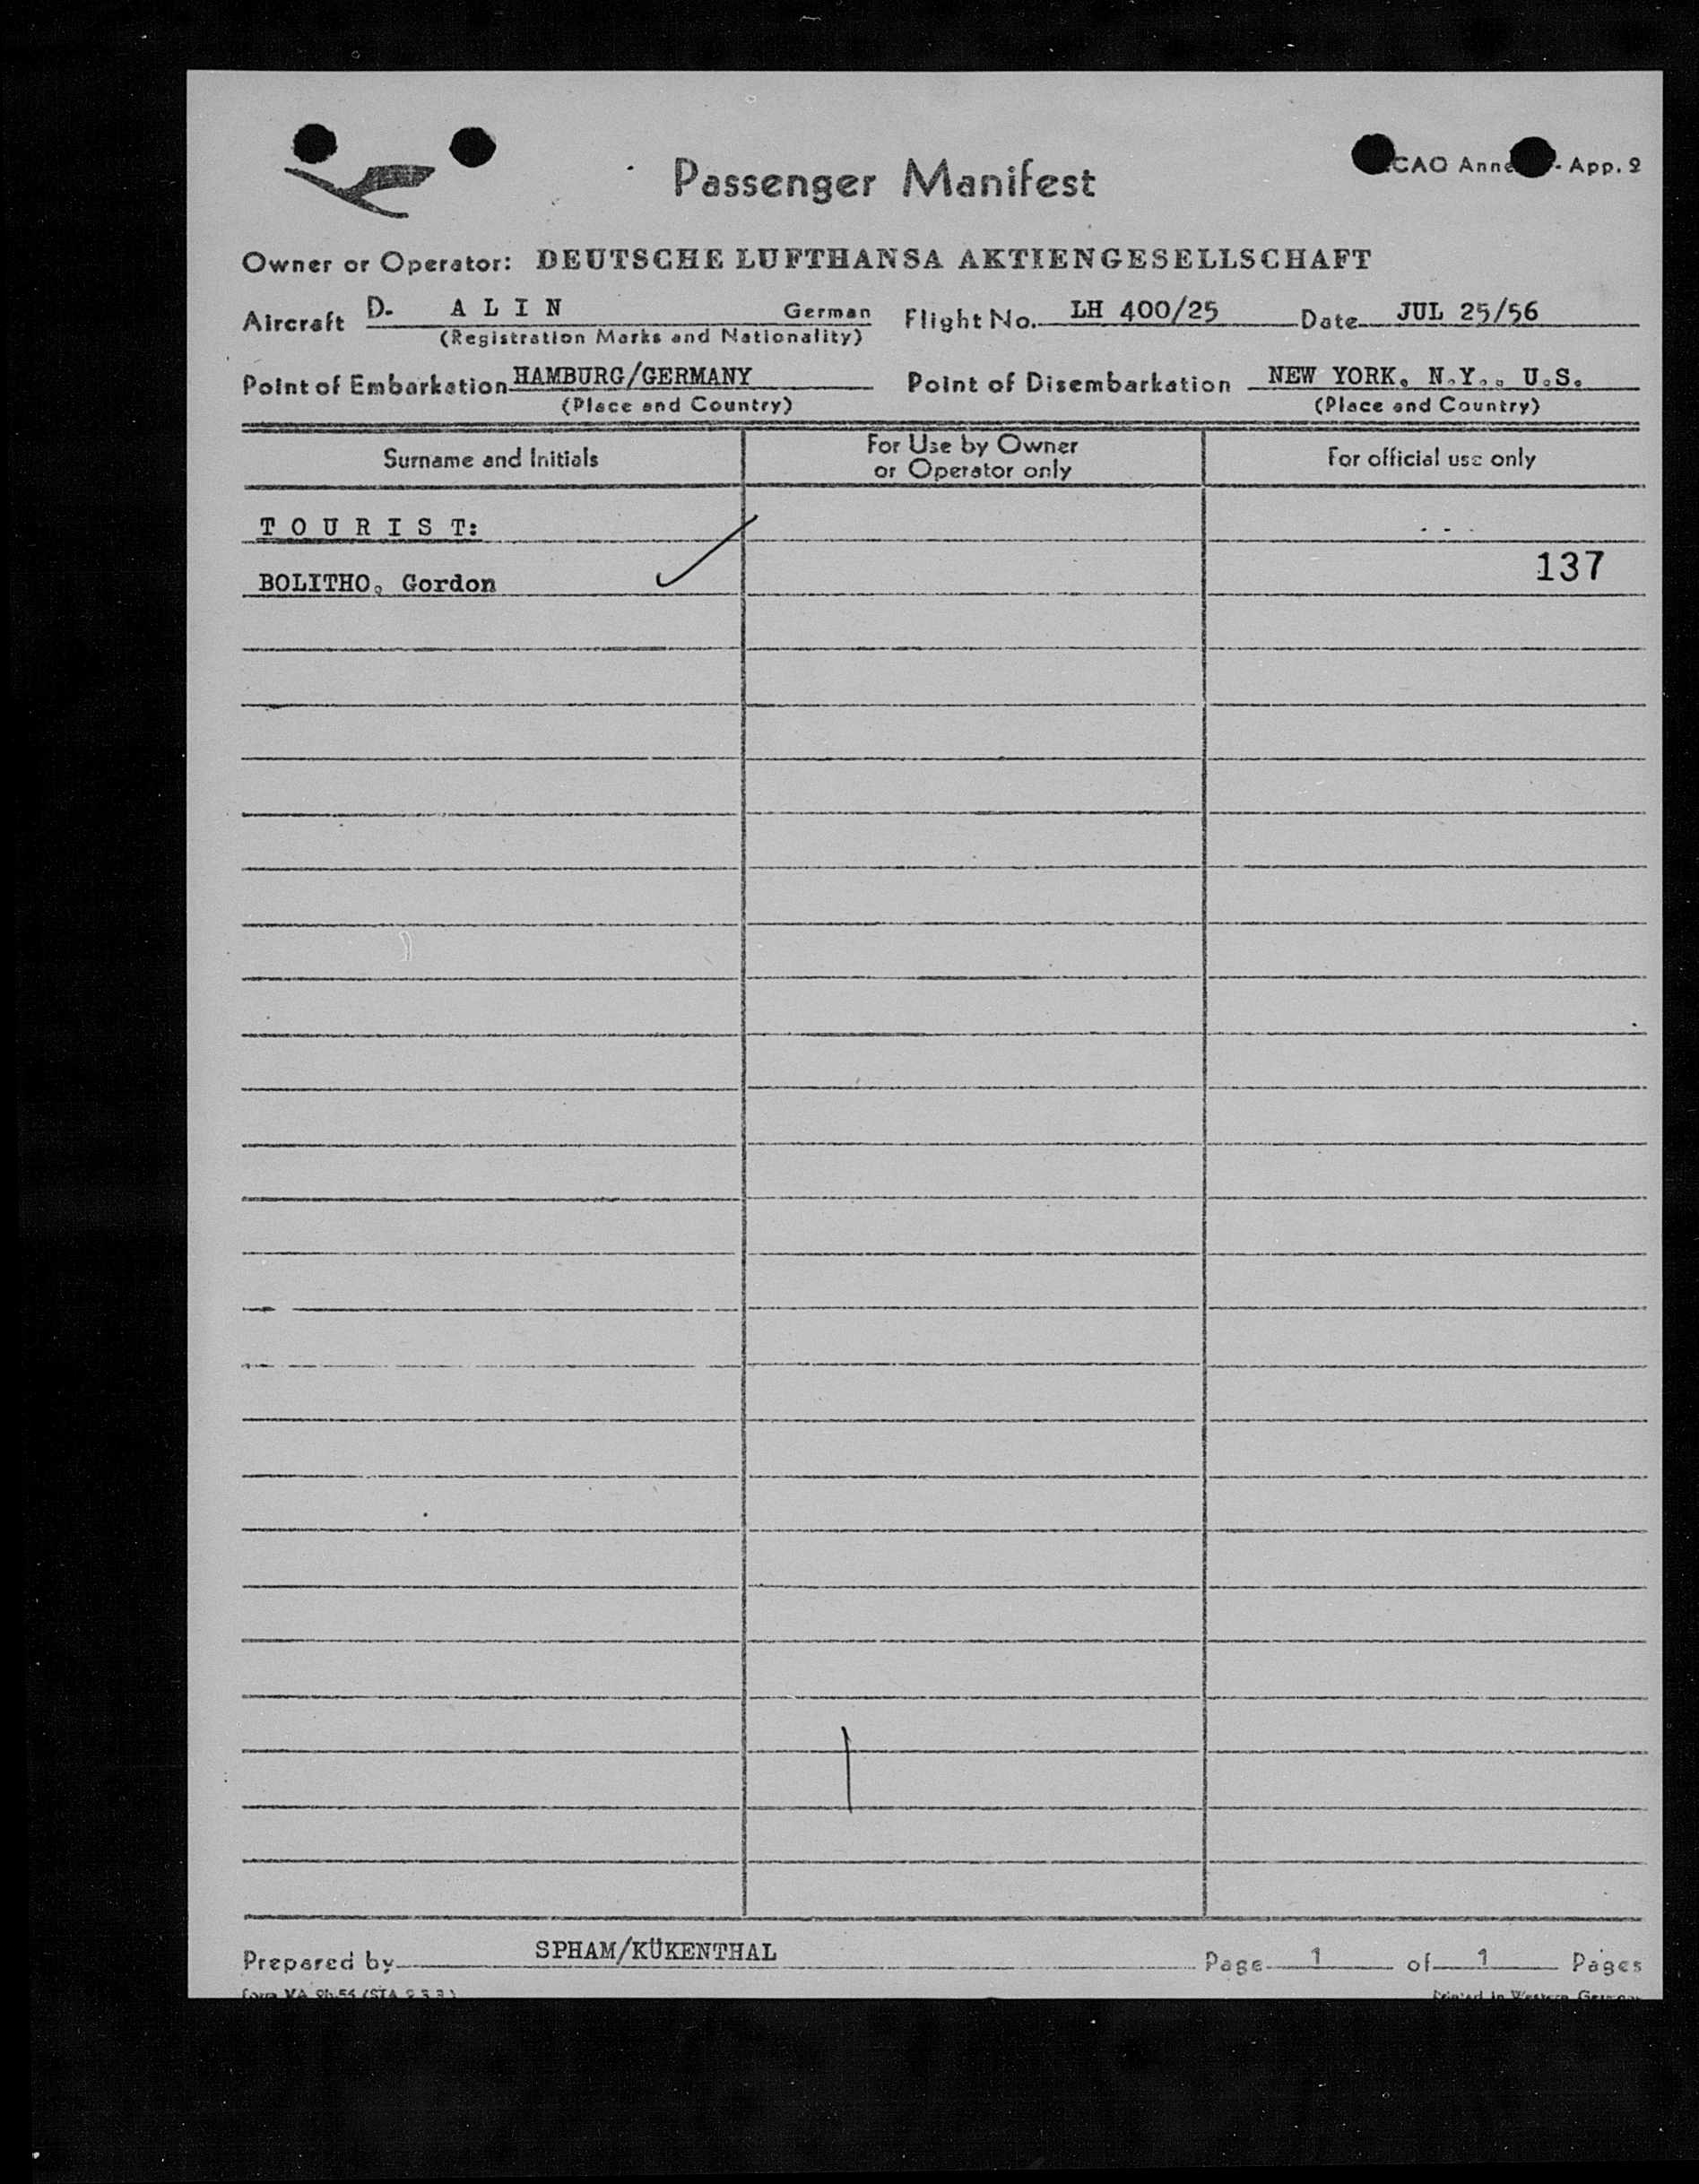 Passenger Manifest
CAO Anne - App. 2
Owner or Operator: DEUTSCHE LUFTHANSA AKTIENGESELLSCHAFT
Aircraft D- A L I N German Flight No. LH 400/25 Date JUL 25/56
(Registration Marks and Nationality)
Point of Embarkation HAMBURG/GERMANY Point of Disembarkation NEW YORK, N.Y., U.S.
(Place and Country) (Place and Country)
Surname and Initials For Use by Owner or Operator only For official use only
T O U R I S T:
BOLITHO, Gordon 137
Prepared by SPHAM/KÜKENTHAL Page 1 of 1 Pages
Printed in Western